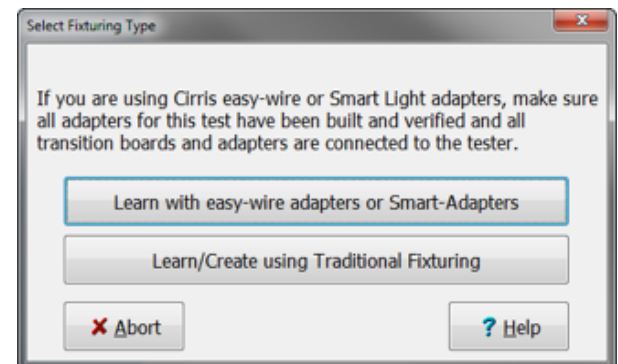 Select Fixturing Type
If you are using Cirris easy-wire or Smart Light adapters, make sure
all adapters for this test have been built and verified and all
transition boards and adapters are connected to the tester.
Learn with easy-wire adapters or Smart-Adapters
Learn/Create using Traditional Fixturing
Abort
? Help